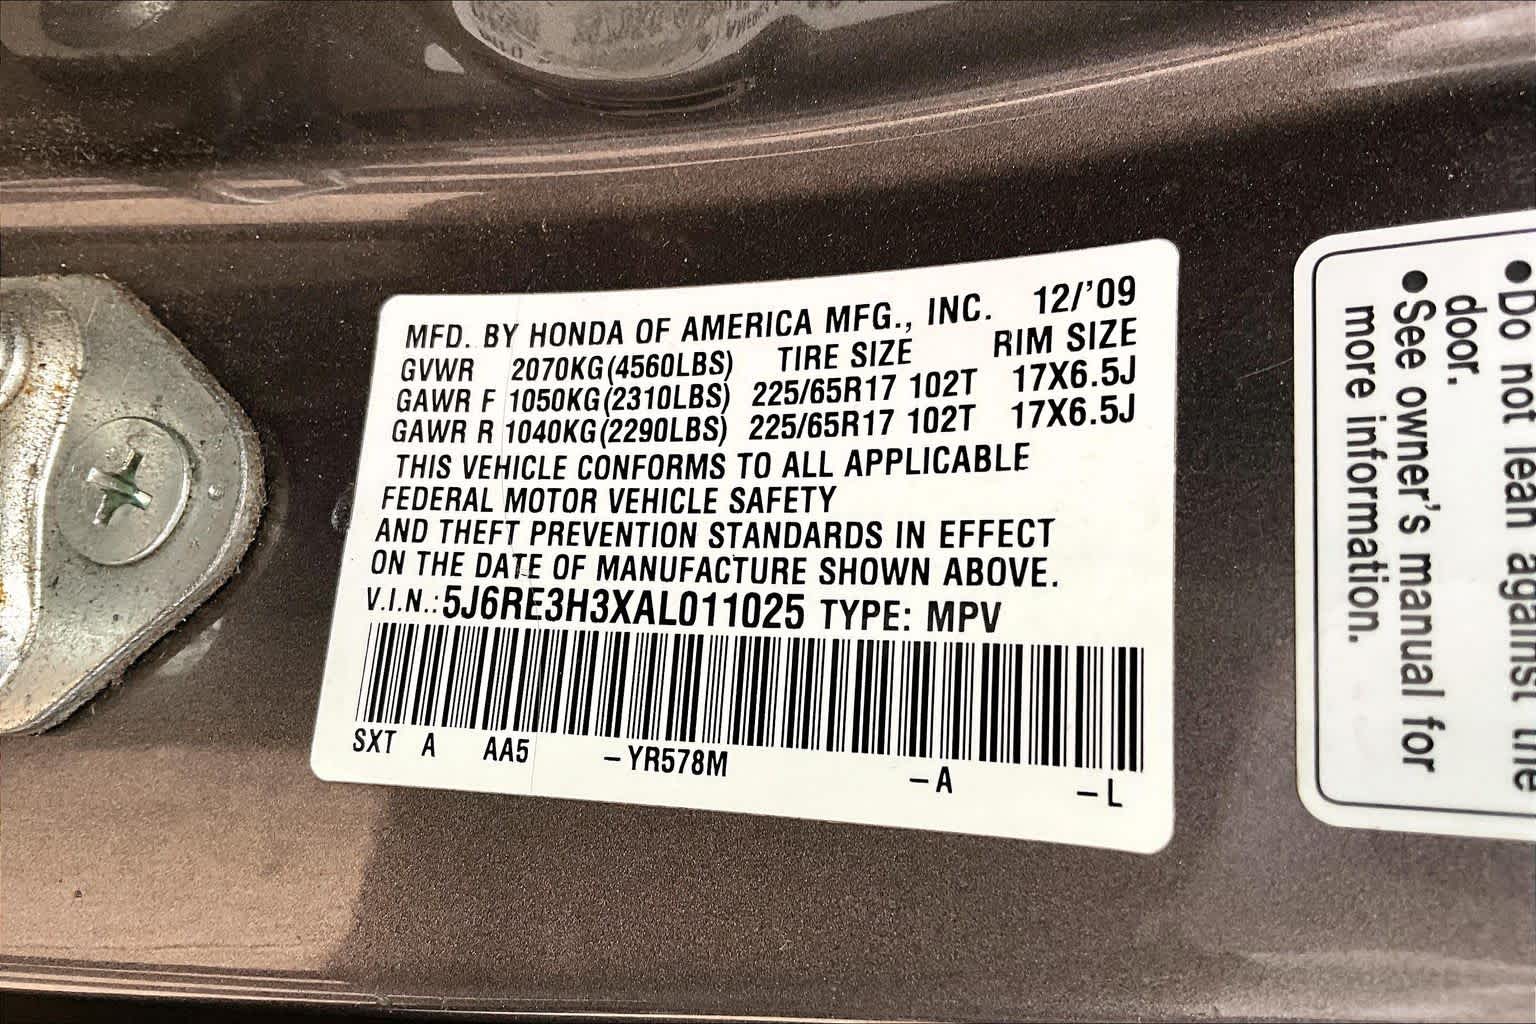 MFD. BY HONDA OF AMERICA MFG., INC. 12/'09
GVWR 2070KG(4560LBS) TIRE SIZE RIM SIZE
GAWR F 1050KG(2310LBS) 225/65R17 102T 17X6.5J
GAWR R 1040KG(2290LBS) 225/65R17 102T 17X6.5J
THIS VEHICLE CONFORMS TO ALL APPLICABLE
FEDERAL MOTOR VEHICLE SAFETY
AND THEFT PREVENTION STANDARDS IN EFFECT
ON THE DATE OF MANUFACTURE SHOWN ABOVE.
V.I.N.: 5J6RE3H3XAL011025 TYPE: MPV
SXT A AA5 -YR578M -A -L
●Do not lean against the
door.
●See owner's manual for
more information.